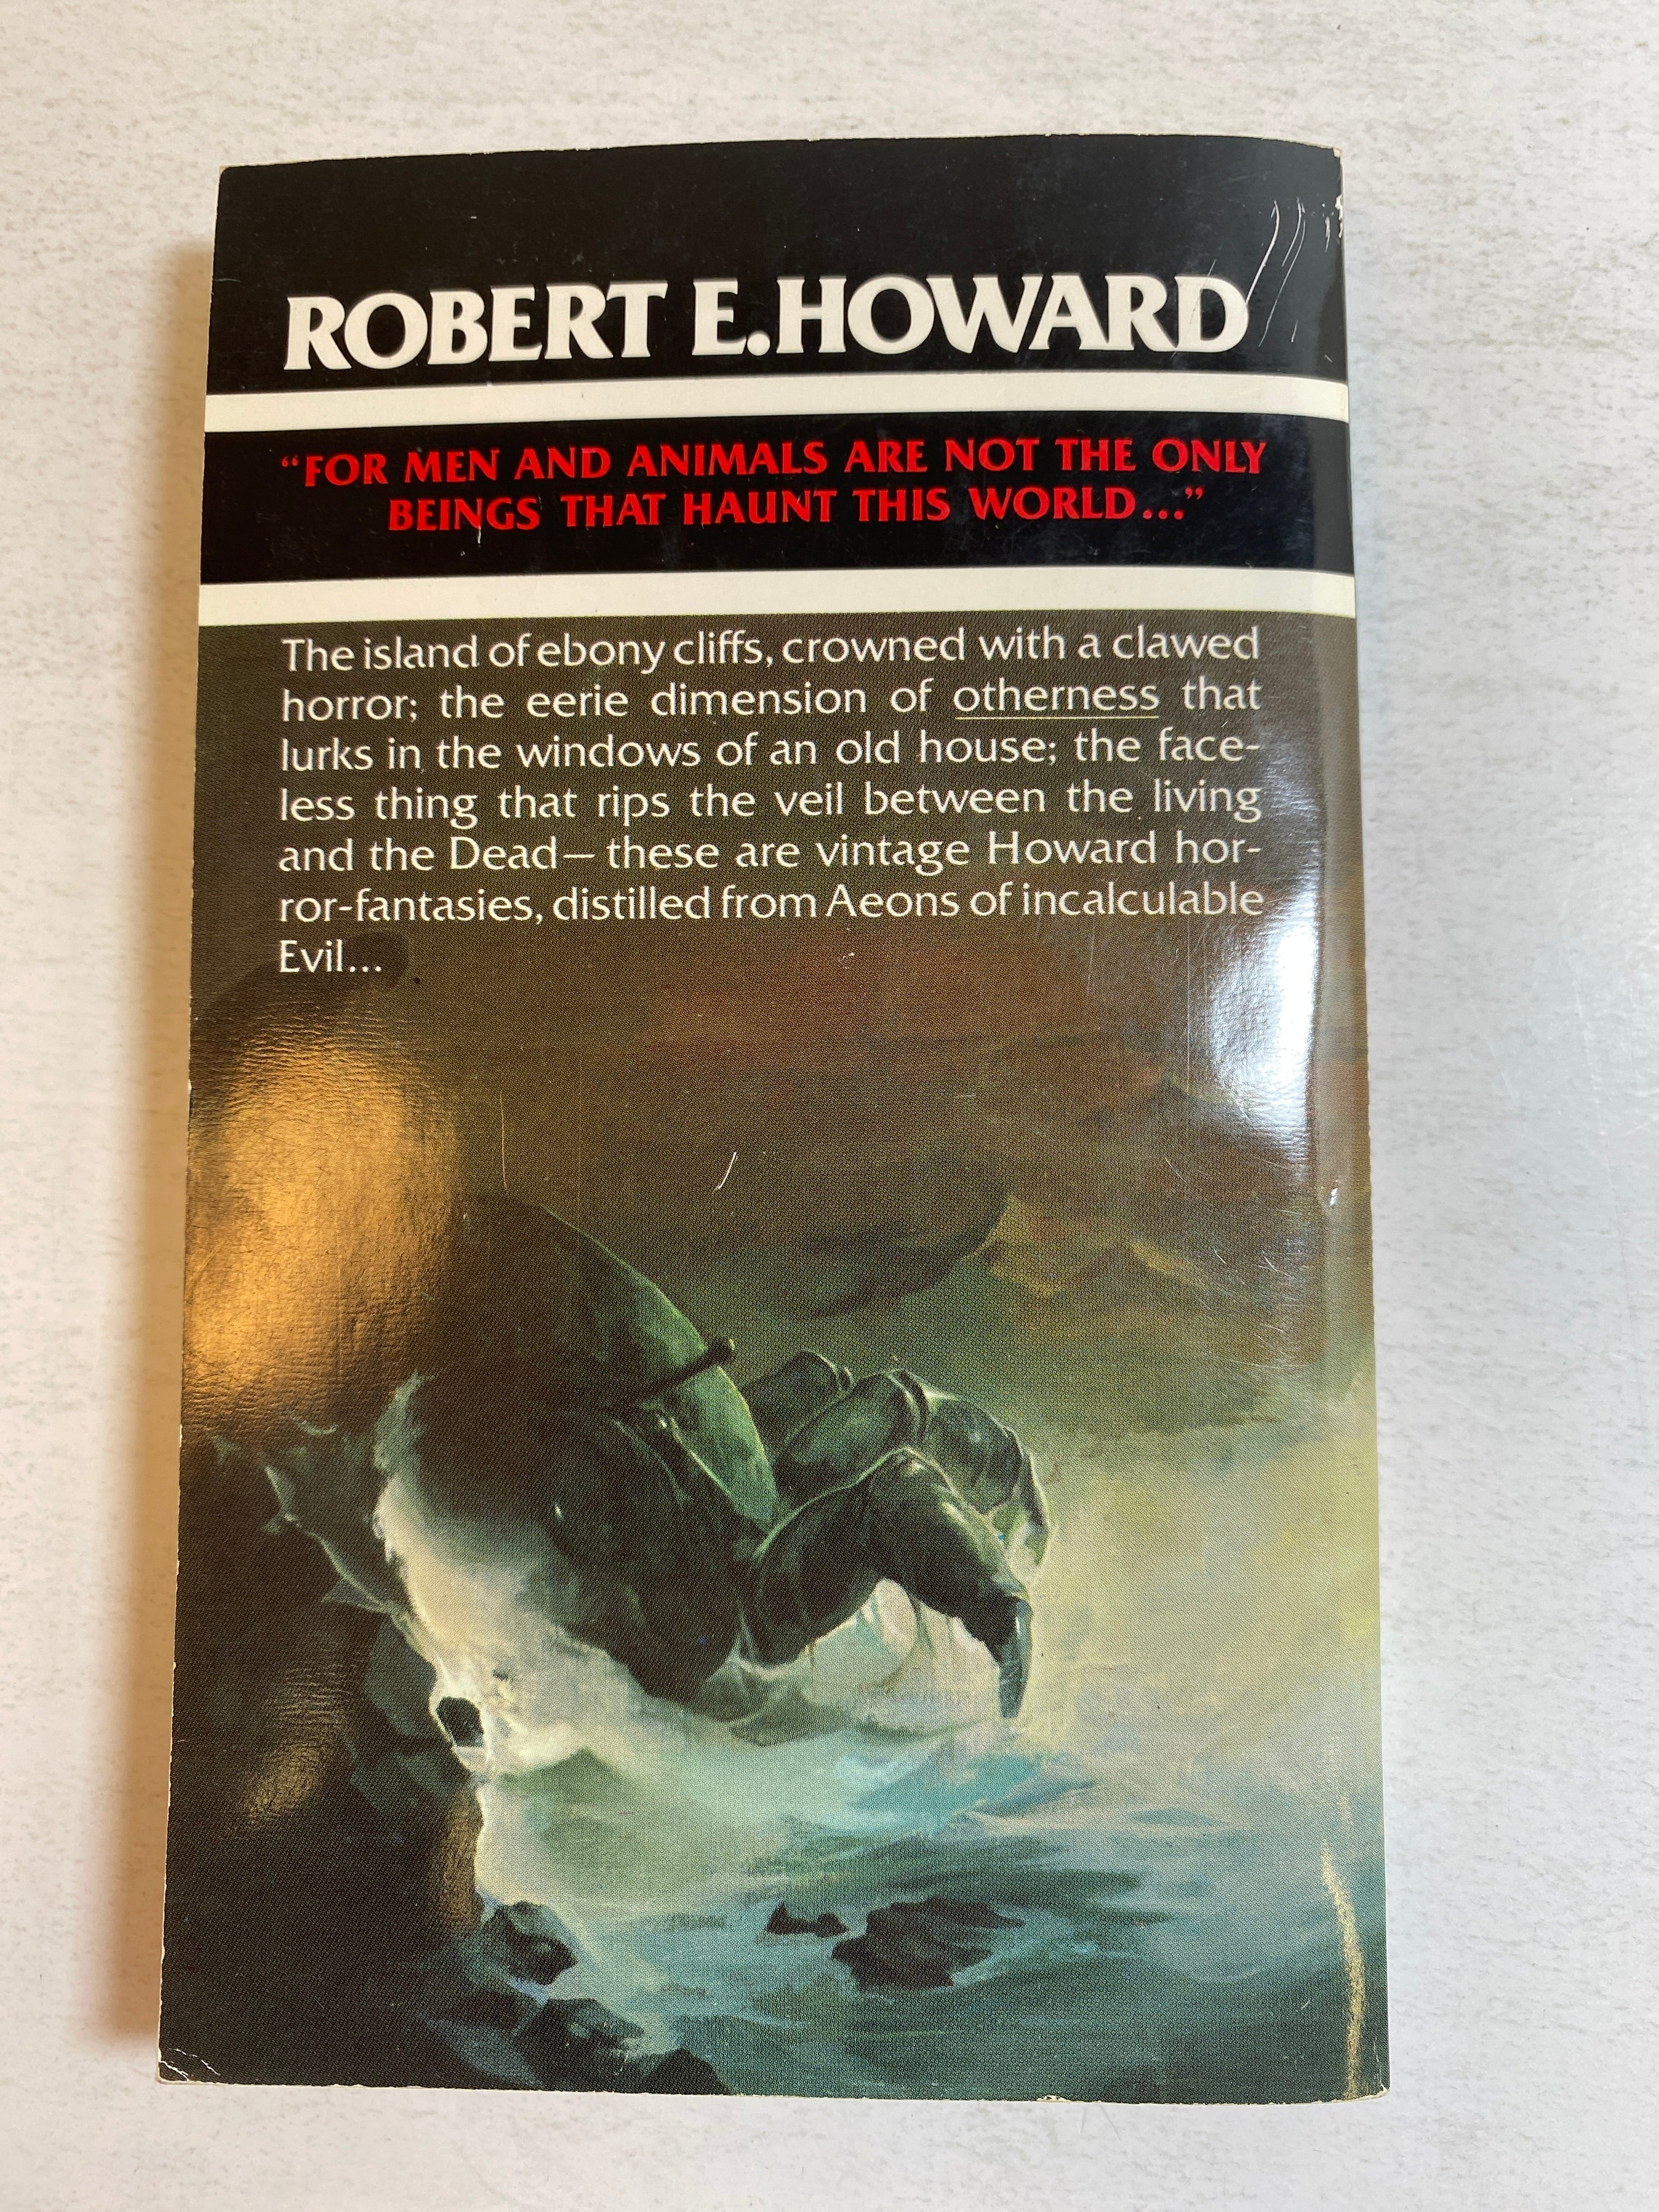 ROBERT E. HOWARD
“FOR MEN AND ANIMALS ARE NOT THE ONLY
BEINGS THAT HAUNT THIS WORLD...”
The island of ebony cliffs, crowned with a clawed
horror; the eerie dimension of otherness that
lurks in the windows of an old house; the face-
less thing that rips the veil between the living
and the Dead— these are vintage Howard hor-
ror-fantasies, distilled from Aeons of incalculable
Evil...